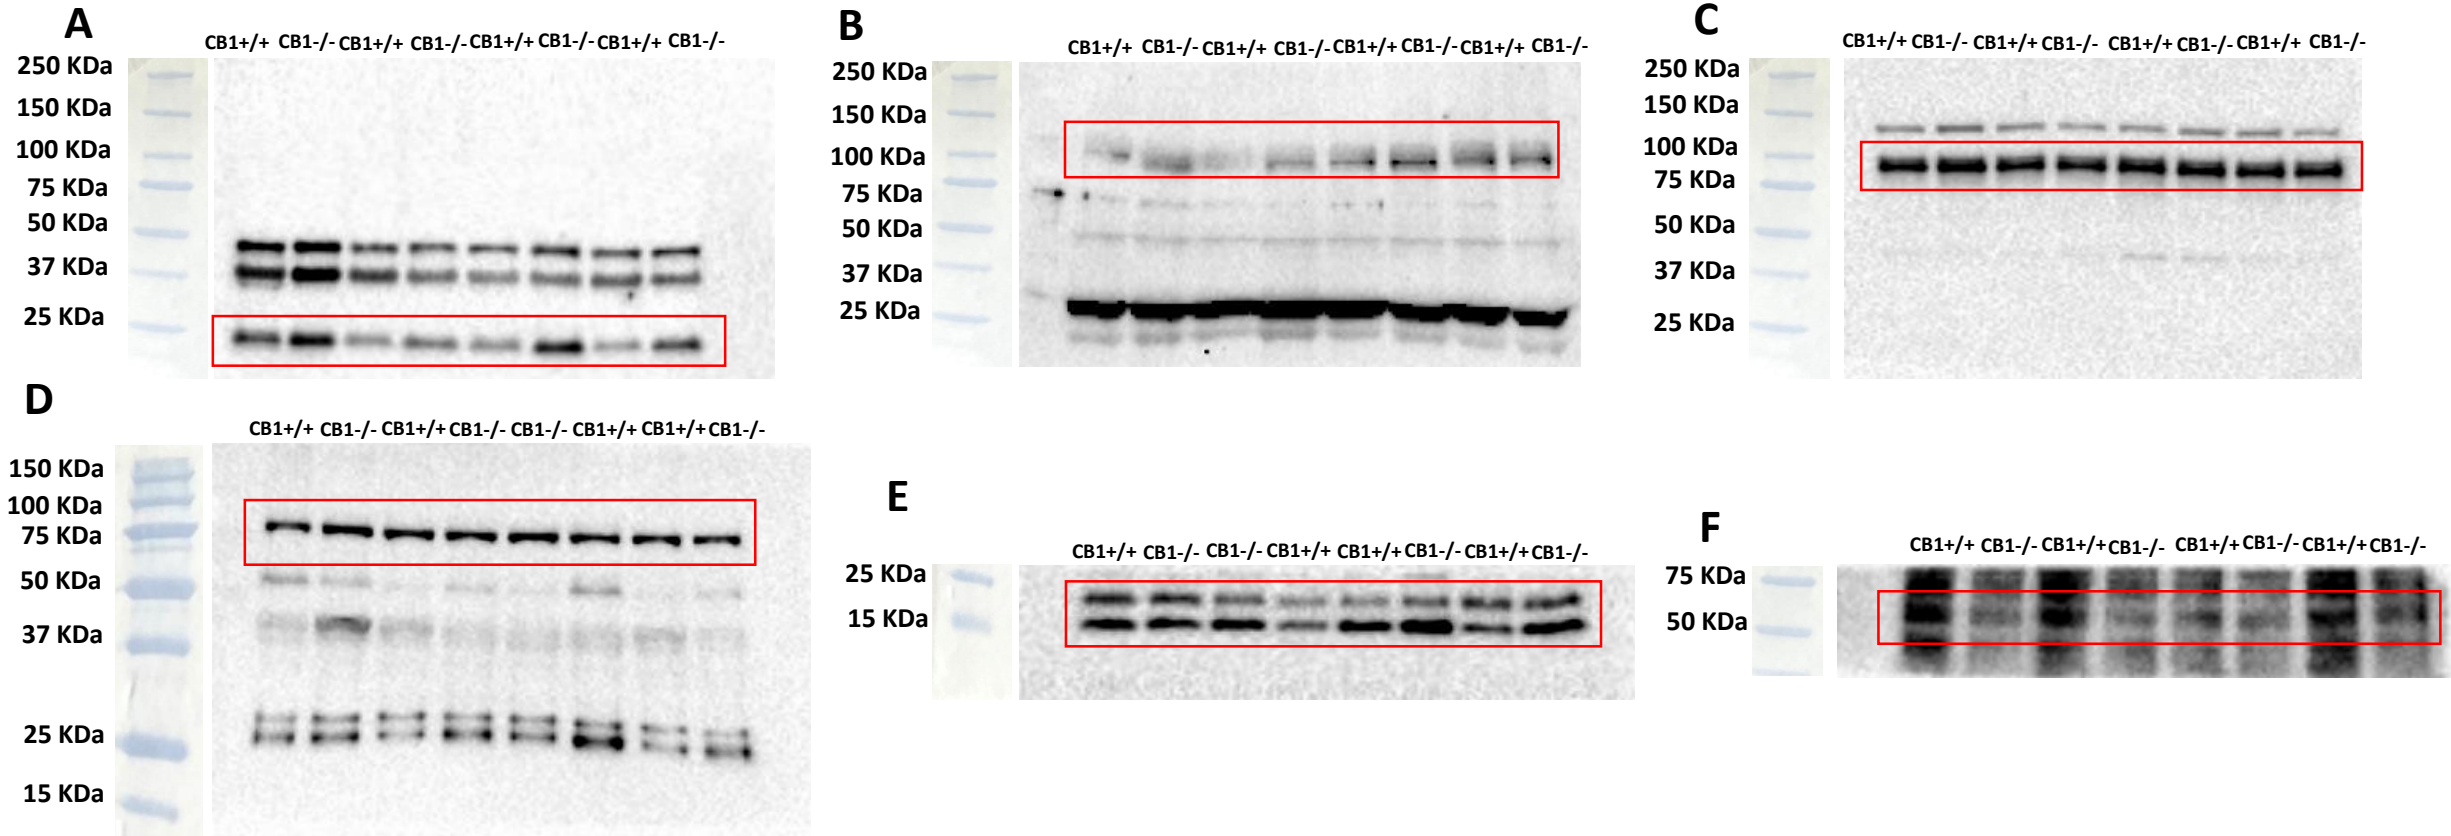 A
CB1+/+ CB1-/- CB1+/+ CB1-/- CB1+/+ CB1-/- CB1+/+ CB1-/-
250 KDa
150 KDa
100 KDa
75 KDa
50 KDa
37 KDa
25 KDa
B
CB1+/+ CB1-/- CB1+/+ CB1-/- CB1+/+ CB1-/- CB1+/+ CB1-/-
250 KDa
150 KDa
100 KDa
75 KDa
50 KDa
37 KDa
25 KDa
C
CB1+/+ CB1-/- CB1+/+ CB1-/- CB1+/+ CB1-/- CB1+/+ CB1-/-
250 KDa
150 KDa
100 KDa
75 KDa
50 KDa
37 KDa
25 KDa
D
CB1+/+ CB1-/- CB1+/+ CB1-/- CB1-/- CB1+/+ CB1+/+ CB1-/-
150 KDa
100 KDa
75 KDa
50 KDa
37 KDa
25 KDa
15 KDa
E
CB1+/+ CB1-/- CB1-/- CB1+/+ CB1+/+ CB1-/- CB1+/+ CB1-/-
25 KDa
15 KDa
F
CB1+/+ CB1-/- CB1+/+ CB1-/- CB1+/+ CB1-/- CB1+/+ CB1-/-
75 KDa
50 KDa